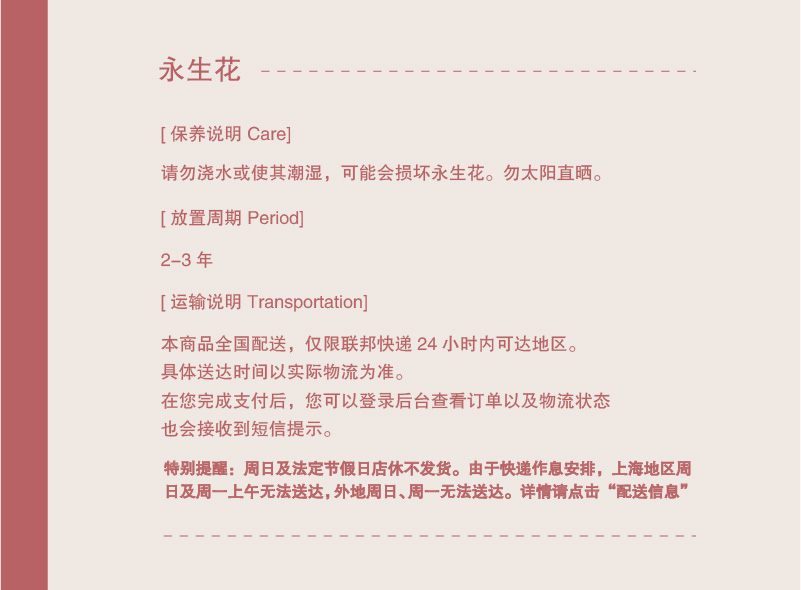 永生花
[ 保养说明 Care]
请勿浇水或使其潮湿，可能会损坏永生花。勿太阳直晒。
[ 放置周期 Period]
2–3 年
[ 运输说明 Transportation]
本商品全国配送，仅限联邦快递 24 小时内可达地区。
具体送达时间以实际物流为准。
在您完成支付后，您可以登录后台查看订单以及物流状态
也会接收到短信提示。
特别提醒：周日及法定节假日店休不发货。由于快递作息安排，上海地区周
日及周一上午无法送达，外地周日、周一无法送达。详情请点击“配送信息”